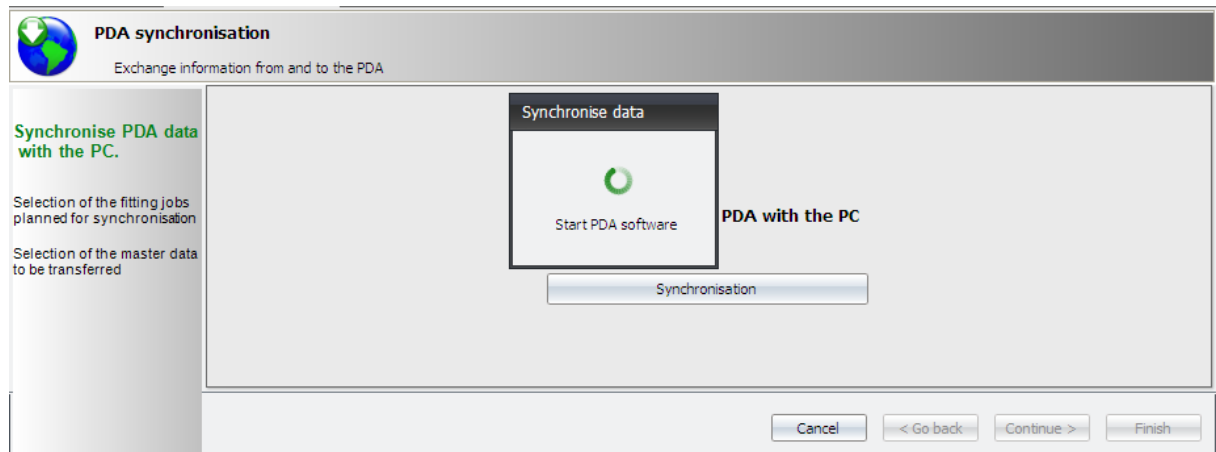 PDA synchronisation
Exchange information from and to the PDA
Synchronise PDA data
with the PC.
Selection of the fitting jobs
planned for synchronisation
Selection of the master data
to be transferred
Synchronise data
Start PDA software
PDA with the PC
Synchronisation
Cancel
< Go back
Continue >
Finish